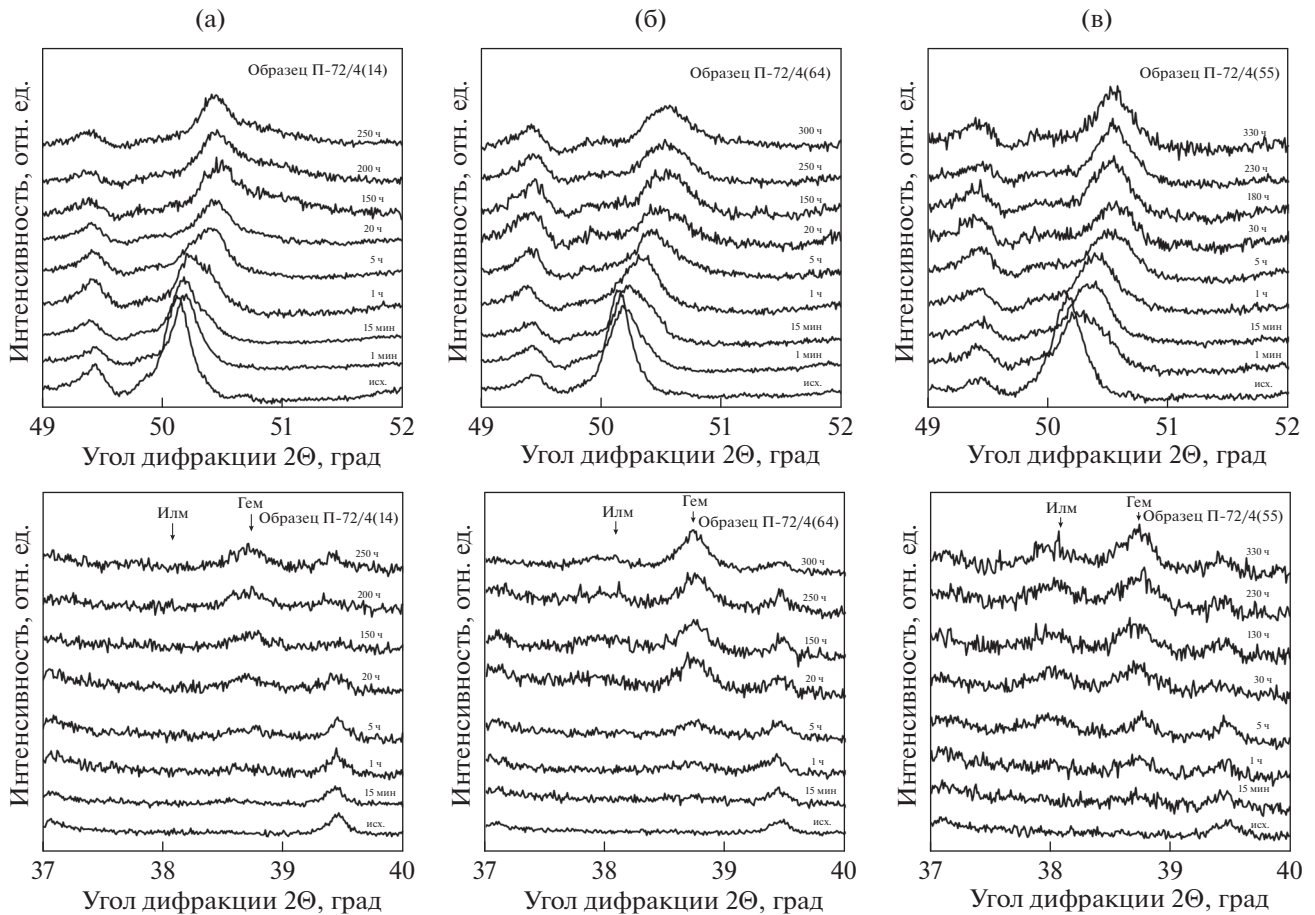 (а)
(б)
(в)
Интенсивность, отн. ед.
Образец П-72/4(14)
250 ч
200 ч
150 ч
20 ч
5 ч
1 ч
15 мин
1 мин
исх.
49 50 51 52
Угол дифракции 2Θ, град
Интенсивность, отн. ед.
Образец П-72/4(64)
300 ч
250 ч
150 ч
20 ч
5 ч
1 ч
15 мин
1 мин
исх.
49 50 51 52
Угол дифракции 2Θ, град
Интенсивность, отн. ед.
Образец П-72/4(55)
330 ч
230 ч
180 ч
30 ч
5 ч
1 ч
15 мин
1 мин
исх.
49 50 51 52
Угол дифракции 2Θ, град
Интенсивность, отн. ед.
Илм
Гем
Образец П-72/4(14)
250 ч
200 ч
150 ч
20 ч
5 ч
1 ч
15 мин
исх.
37 38 39 40
Угол дифракции 2Θ, град
Интенсивность, отн. ед.
Илм
Гем
Образец П-72/4(64)
300 ч
250 ч
150 ч
20 ч
5 ч
1 ч
15 мин
исх.
37 38 39 40
Угол дифракции 2Θ, град
Интенсивность, отн. ед.
Илм
Гем
Образец П-72/4(55)
330 ч
230 ч
130 ч
30 ч
5 ч
1 ч
15 мин
исх.
37 38 39 40
Угол дифракции 2Θ, град